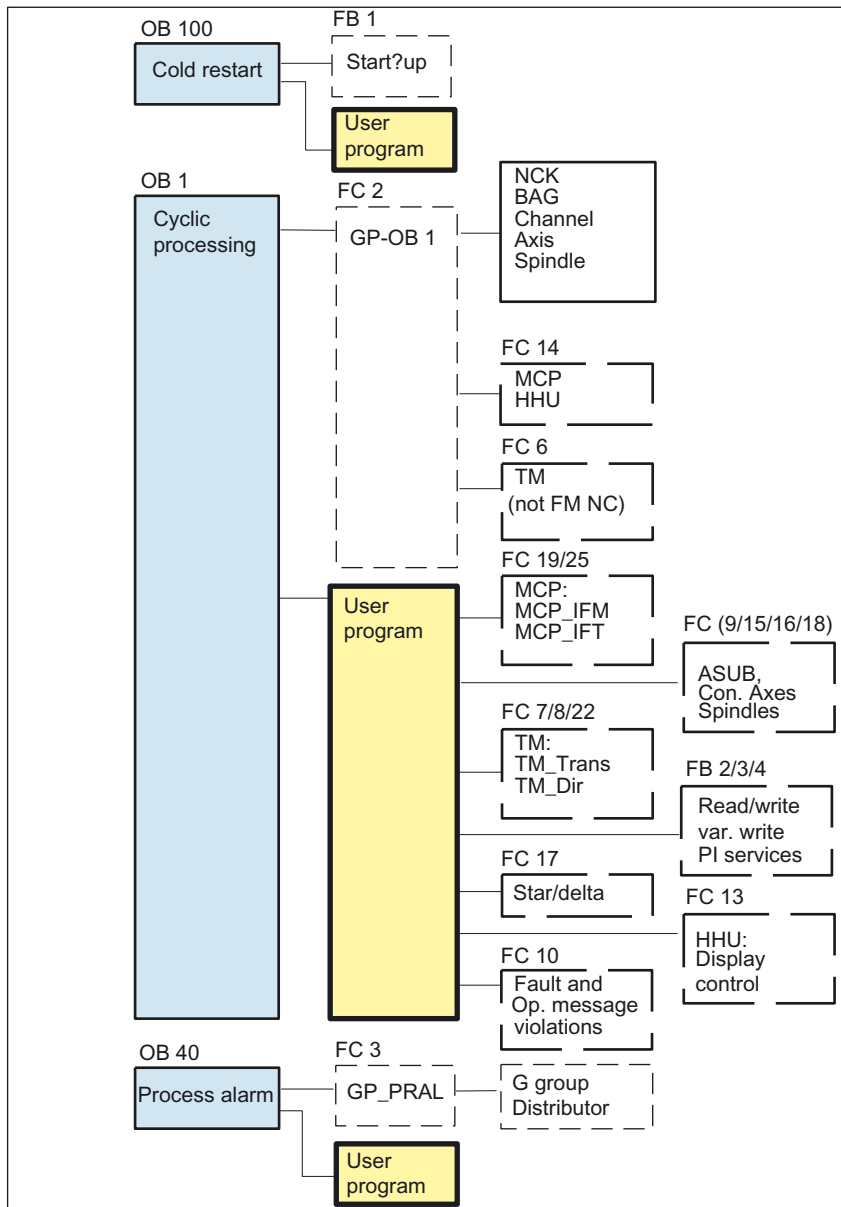 OB 100
FB 1
Cold restart
Start?up
User
program
OB 1
FC 2
Cyclic
processing
GP-OB 1
NCK
BAG
Channel
Axis
Spindle
FC 14
MCP
HHU
FC 6
TM
(not FM NC)
FC 19/25
User
program
MCP:
MCP_IFM
MCP_IFT
FC (9/15/16/18)
ASUB,
Con. Axes
Spindles
FC 7/8/22
TM:
TM_Trans
TM_Dir
FB 2/3/4
Read/write
var. write
PI services
FC 17
Star/delta
FC 13
HHU:
Display
control
FC 10
Fault and
Op. message
violations
OB 40
FC 3
Process alarm
GP_PRAL
G group
Distributor
User
program